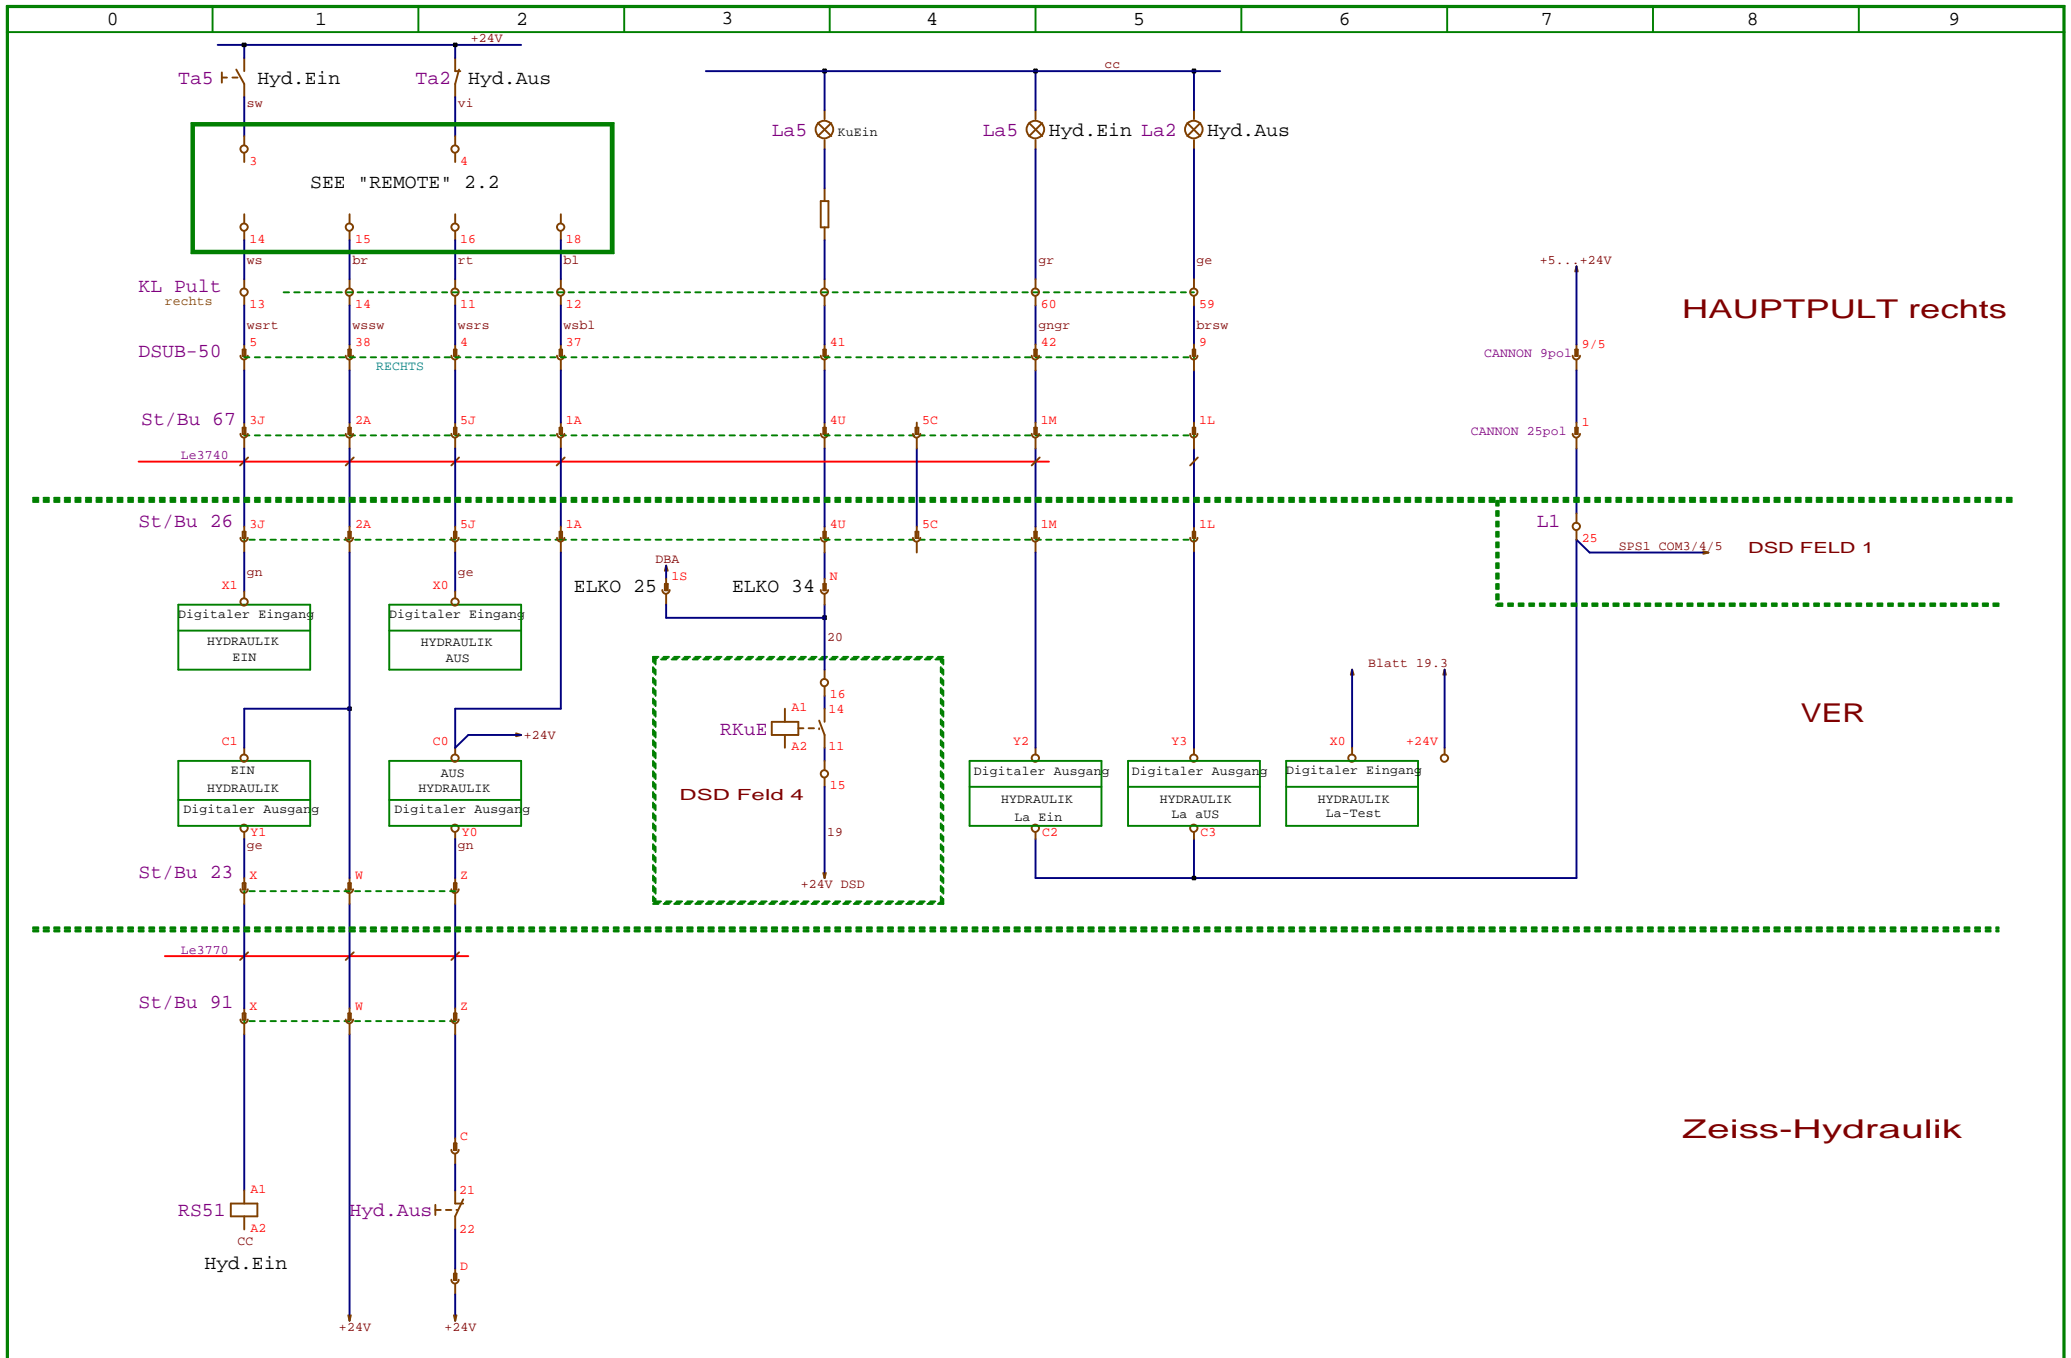 0 1 2 3 4 5 6 7 8 9
+24V
cc
Ta5 Hyd.Ein Ta2 Hyd.Aus
sw vi
La5 KuEin La5 Hyd.Ein La2 Hyd.Aus
3 4
SEE "REMOTE" 2.2
14 15 16 18
ws br rt bl gr ge +5...+24V
KL Pult
rechts 13 14 11 12 60 59
HAUPTPULT rechts
wsrt wssw wsrs wsbl gngr brsw
DSUB-50 5 38 4 37 41 42 9 CANNON 9pol 9/5
RECHTS
St/Bu 67 3J 2A 5J 1A 4U 5C 1M 1L CANNON 25pol 1
Le3740
St/Bu 26 3J 2A 5J 1A 4U 5C 1M 1L L1
25 SPS1 COM3/4/5 DSD FELD 1
DBA
gn ge 1S N
X1 X0 ELKO 25 ELKO 34
Digitaler Eingang Digitaler Eingang
HYDRAULIK HYDRAULIK
EIN AUS
20
Blatt 19.3
16
A1 14
RKuE
A2 11
VER
C1 C0 +24V Y2 Y3 X0 +24V
EIN AUS
HYDRAULIK HYDRAULIK
Digitaler Ausgang Digitaler Ausgang
Digitaler Ausgang Digitaler Ausgang Digitaler Eingang
HYDRAULIK HYDRAULIK HYDRAULIK
La Ein La aUS La-Test
15
DSD Feld 4
Y1 Y0 19 C2 C3
ge gn
St/Bu 23 X W Z
+24V DSD
Le3770
St/Bu 91 X W Z
C
Zeiss-Hydraulik
A1 21
RS51 Hyd.Aus
A2 22
CC
Hyd.Ein D
+24V +24V